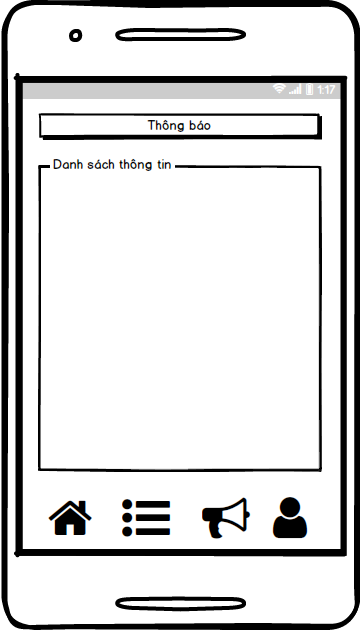 1:17
Thông báo
Danh sách thông tin